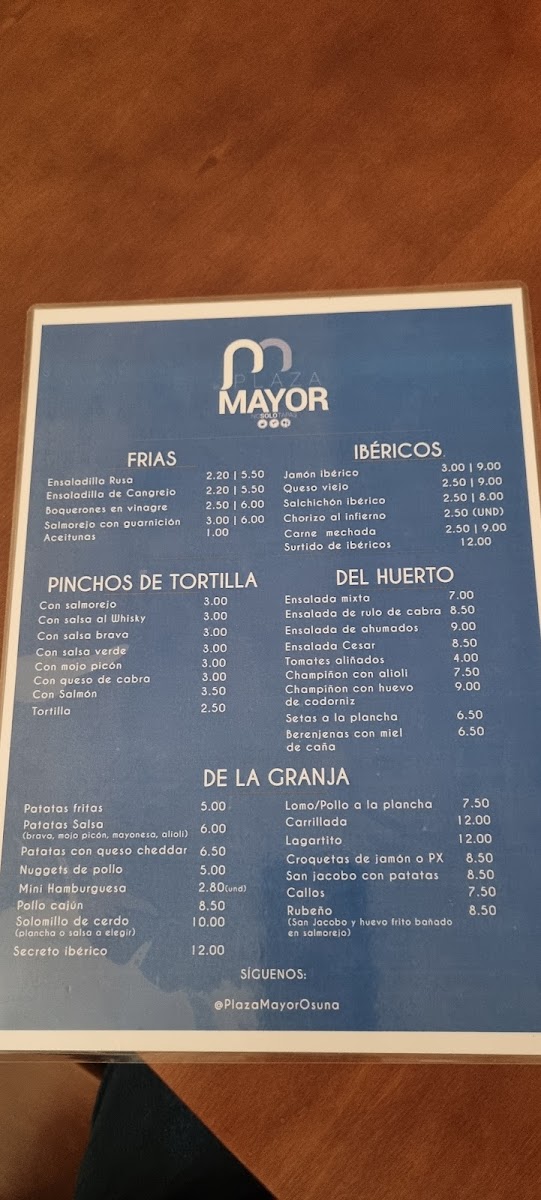 PLAZA
MAYOR
NO SOLO TAPAS
FRIAS
Ensaladilla Rusa 2.20 | 5.50
Ensaladilla de Cangrejo 2.20 | 5.50
Boquerones en vinagre 2.50 | 6.00
Salmorejo con guarnición 3.00 | 6.00
Aceitunas 1.00
IBÉRICOS
Jamón ibérico 3.00 | 9.00
Queso viejo 2.50 | 9.00
Salchichón ibérico 2.50 | 8.00
Chorizo al infierno 2.50 (UND)
Carne mechada 2.50 | 9.00
Surtido de ibéricos 12.00
PINCHOS DE TORTILLA
Con salmorejo 3.00
Con salsa al Whisky 3.00
Con salsa brava 3.00
Con salsa verde 3.00
Con mojo picón 3.00
Con queso de cabra 3.00
Con Salmón 3.50
Tortilla 2.50
DEL HUERTO
Ensalada mixta 7.00
Ensalada de rulo de cabra 8.50
Ensalada de ahumados 9.00
Ensalada Cesar 8.50
Tomates aliñados 4.00
Champiñon con alioli 7.50
Champiñon con huevo 9.00
de codorniz
Setas a la plancha 6.50
Berenjenas con miel 6.50
de caña
DE LA GRANJA
Patatas fritas 5.00
Patatas Salsa 6.00
(brava, mojo picón, mayonesa, alioli)
Patatas con queso cheddar 6.50
Nuggets de pollo 5.00
Mini Hamburguesa 2.80(und)
Pollo cajún 8.50
Solomillo de cerdo 10.00
(plancha o salsa a elegir)
Secreto ibérico 12.00
Lomo/Pollo a la plancha 7.50
Carrillada 12.00
Lagartito 12.00
Croquetas de jamón o PX 8.50
San jacobo con patatas 8.50
Callos 7.50
Rubeño 8.50
(San Jacobo y huevo frito bañado
en salmorejo)
SÍGUENOS:
@PlazaMayorOsuna